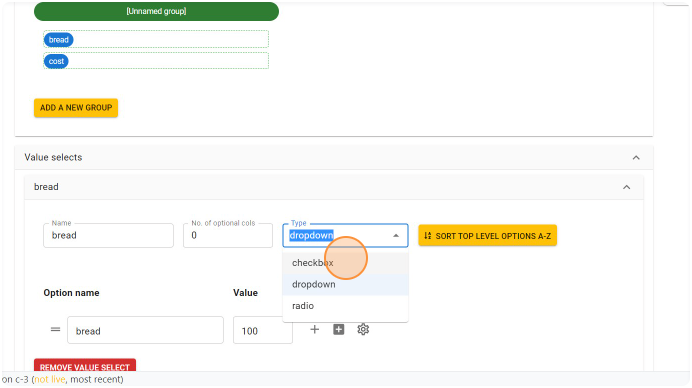 [Unnamed group]
bread
cost
ADD A NEW GROUP
Value selects
bread
Name
bread
No. of optional cols
0
Type
dropdown
SORT TOP LEVEL OPTIONS A-Z
checkbox
dropdown
radio
Option name
Value
bread
100
REMOVE VALUE SELECT
on c-3 (not live, most recent)